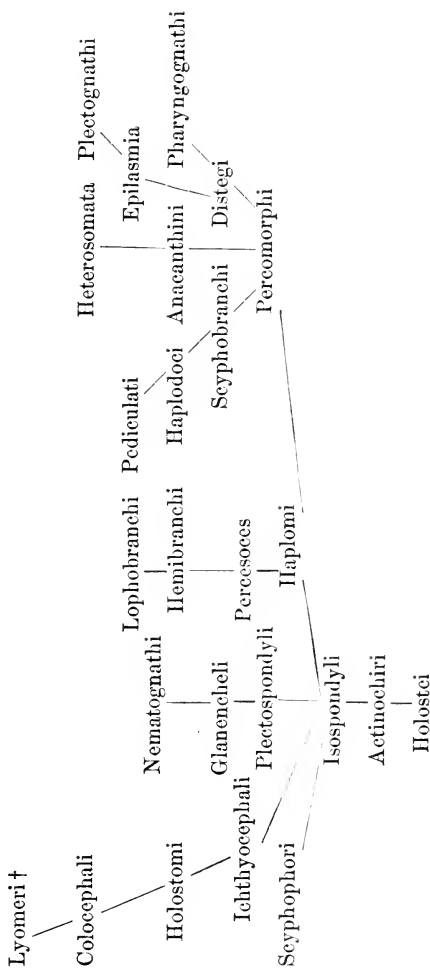 Lyomeri †
Plectognathi
Heterosomata
Colocephali
Epilasmia
Pharyngognathi
Lophobranchi
Pediculati
Nematognathi
Holostomi
Hemibranchi
Haplodoci
Anacanthini
Distegi
Glanencheli
Scyphobranchi
Ichthyocephali
Plectospondyli
Percesoces
Percomorphi
Scyphophori
Haplomi
Isospondyli
Actinochiri
Holostei